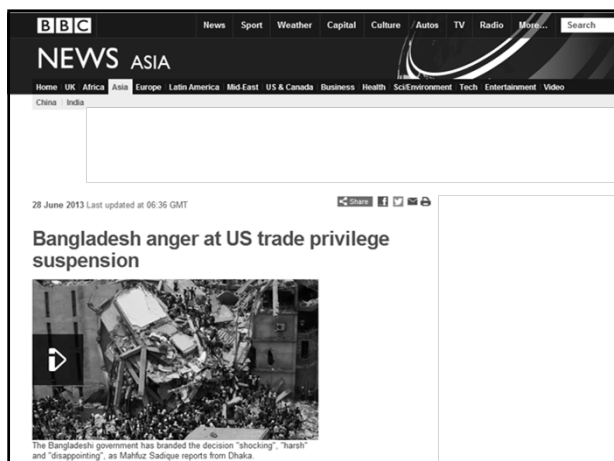 BBC News Sport Weather Capital Culture Autos TV Radio More... Search
NEWS ASIA
Home UK Africa Asia Europe Latin America Mid-East US & Canada Business Health Sci/Environment Tech Entertainment Video
China India
28 June 2013 Last updated at 06:36 GMT
Share
Bangladesh anger at US trade privilege
suspension
The Bangladeshi government has branded the decision "shocking", "harsh"
and "disappointing", as Mahfuz Sadique reports from Dhaka.